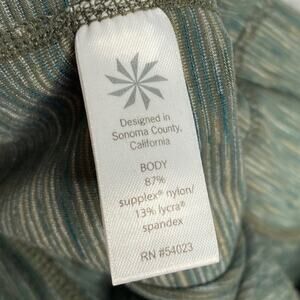 Designed in
Sonoma County,
California
BODY
87%
supplex® nylon/
13% lycra®
spandex
RN #54023